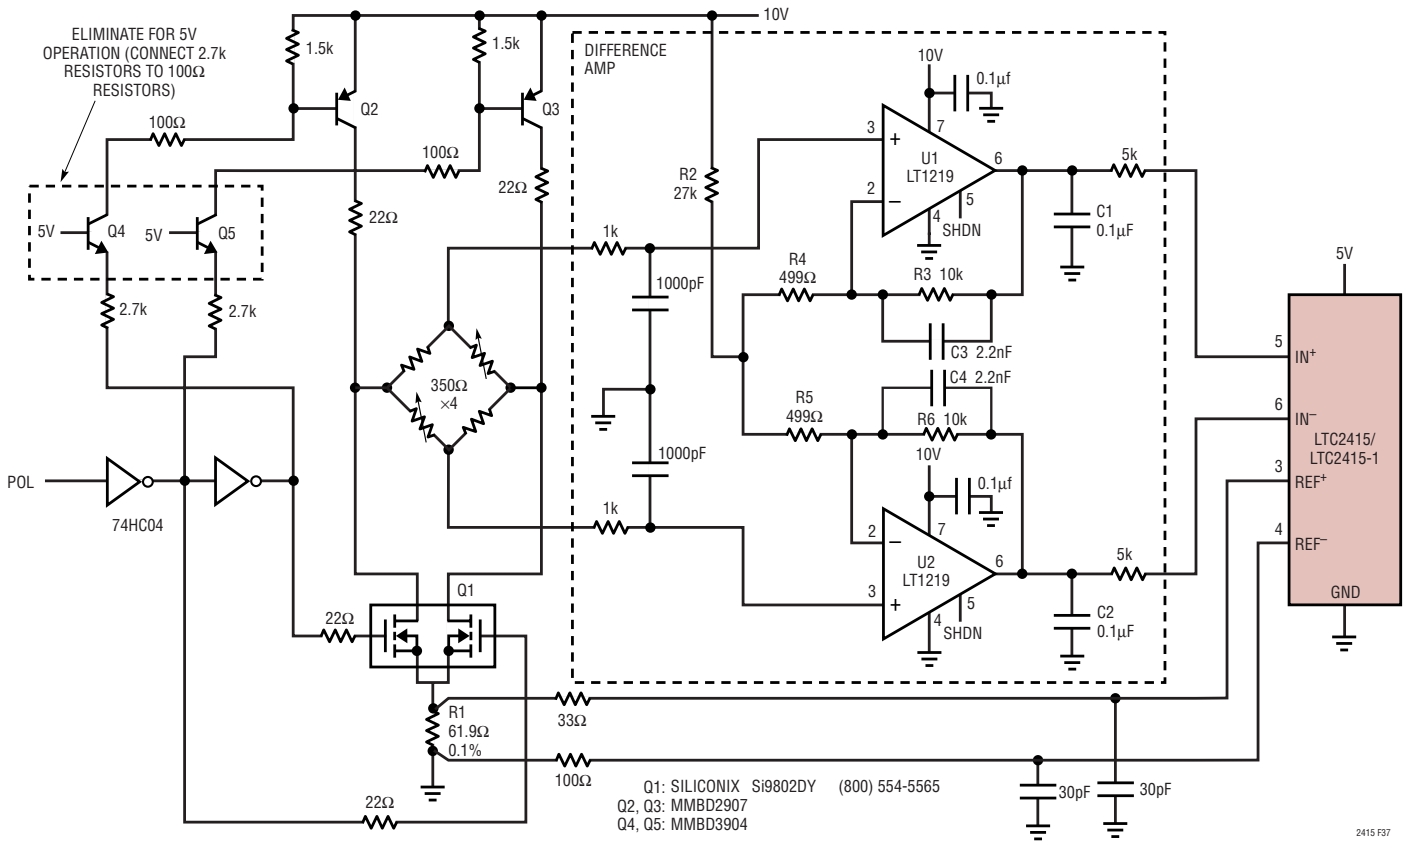 ELIMINATE FOR 5V
OPERATION (CONNECT 2.7k
RESISTORS TO 100Ω
RESISTORS)
10V
1.5k
1.5k
Q2
Q3
100Ω
100Ω
22Ω
22Ω
5V
Q4
5V
Q5
2.7k
2.7k
350Ω
×4
POL
74HC04
22Ω
Q1
R1
61.9Ω
0.1%
22Ω
33Ω
100Ω
DIFFERENCE
AMP
R2
27k
1k
1000pF
1000pF
1k
10V
0.1µf
3
+
7
U1
LT1219
6
2
–
4
5
SHDN
R4
499Ω
R3 10k
C3 2.2nF
C1
0.1µF
5k
C4 2.2nF
R5
499Ω
R6 10k
10V
0.1µf
2
–
7
U2
LT1219
6
3
+
4
5
SHDN
C2
0.1µF
5k
5V
5
IN+
6
IN–
LTC2415/
LTC2415-1
3
REF+
4
REF–
GND
30pF
30pF
Q1: SILICONIX Si9802DY (800) 554-5565
Q2, Q3: MMBD2907
Q4, Q5: MMBD3904
2415 F37